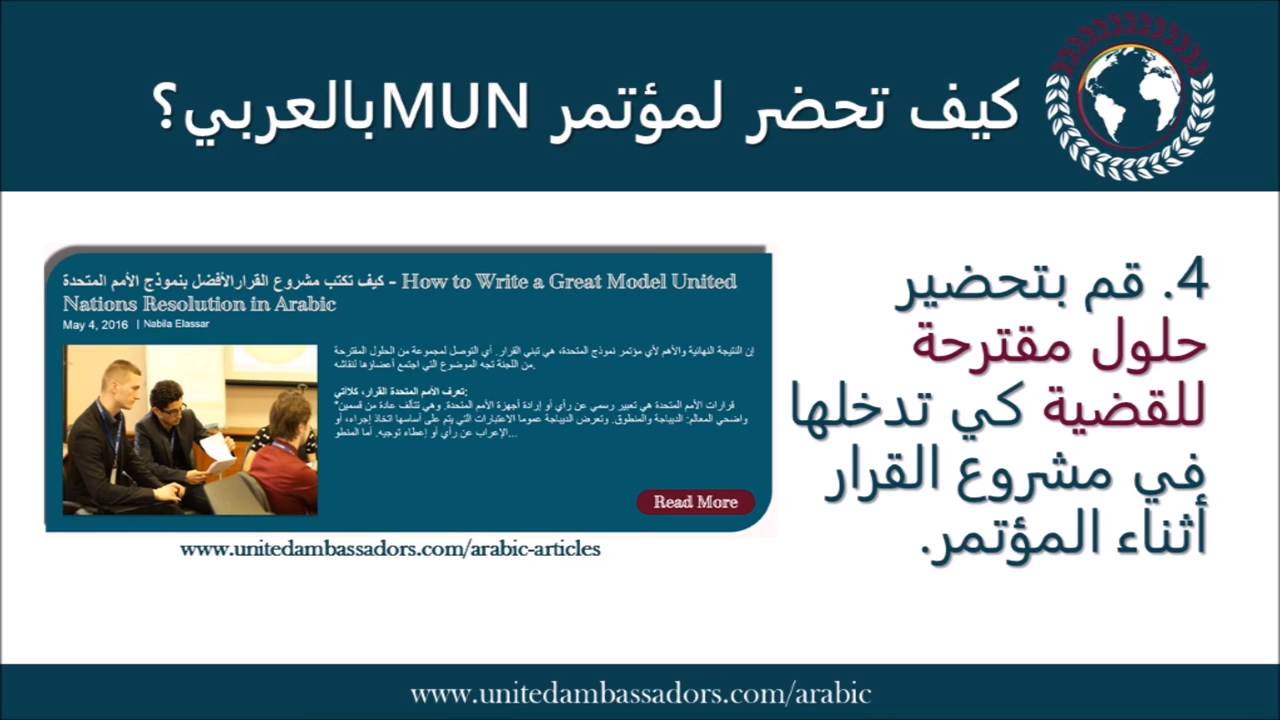 كيف تحضر لمؤتمر MUN بالعربي؟
4. قم بتحضير
حلول مقترحة
للقضية كي تدخلها
في مشروع القرار
أثناء المؤتمر.
كيف تكتب مشروع القرارالأفضل بنموذج الأمم المتحدة – How to Write a Great Model United
Nations Resolution in Arabic
May 4, 2016 | Nabila Elassar
إن النتيجة النهائية والأهم لأي مؤتمر نموذج المتحدة، هي تبني القرار. أي التوصل لمجموعة من الحلول المقترحة
من اللجنة تجه الموضوع التي اجتمع أعضاؤها لنقاشه.
تعرف الأمم المتحدة القرار، كلاآتي:
"قرارات الأمم المتحدة هي تعبير رسمي عن رأي أو إرادة أجهزة الأمم المتحدة. وهي تتألف عادة من قسمين
واضحي المعالم: الديباجة والمنطوق. وتعرض الديباجة عموما الاعتبارات التي يتم على أساسها اتخاذ إجراء، أو
الإعراب عن رأي أو إعطاء توجيه. أما المنطو...
Read More
www.unitedambassadors.com/arabic-articles
www.unitedambassadors.com/arabic